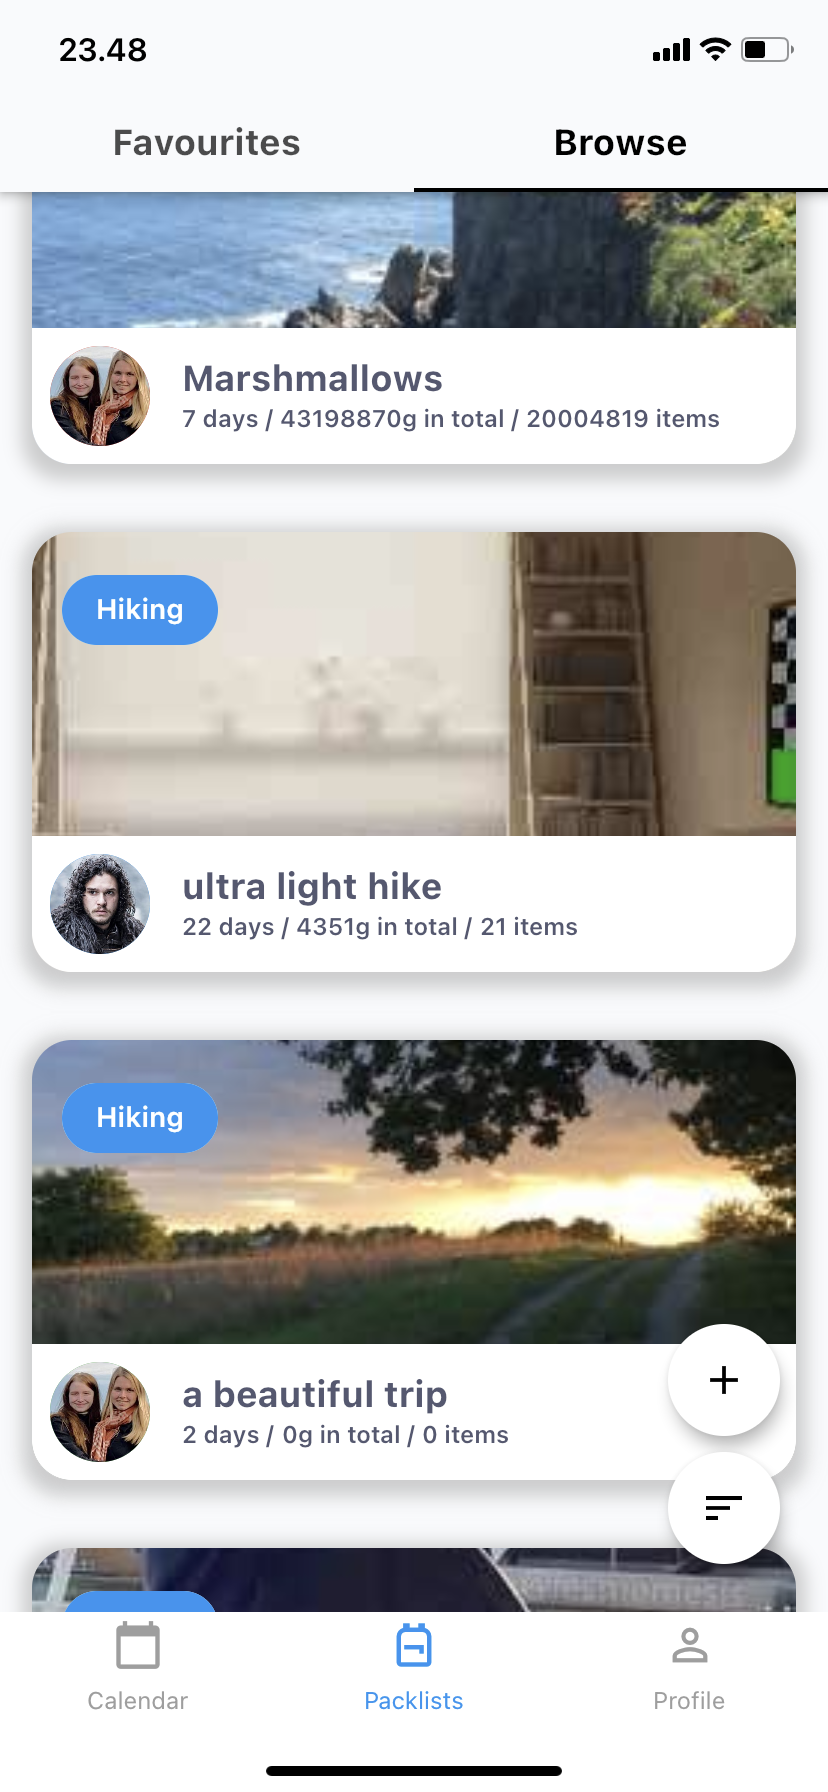 23.48
Favourites
Browse
Marshmallows
7 days / 43198870g in total / 20004819 items
Hiking
ultra light hike
22 days / 4351g in total / 21 items
Hiking
a beautiful trip
2 days / 0g in total / 0 items
Calendar
Packlists
Profile